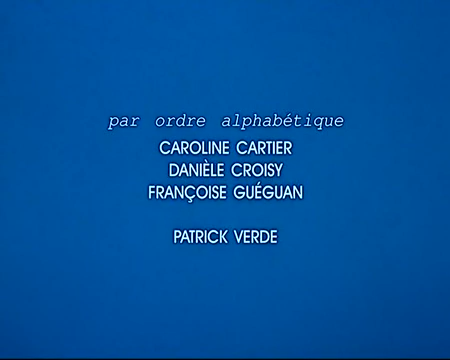 par ordre alphabétique
CAROLINE CARTIER
DANIÈLE CROISY
FRANÇOISE GUÉGUAN
PATRICK VERDE